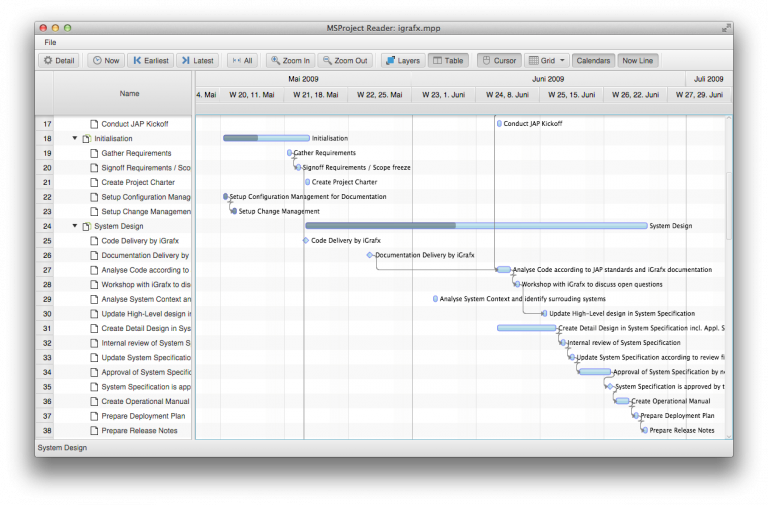 MSProject Reader: igrafx.mpp
File
Detail Now Earliest Latest All Zoom In Zoom Out Layers Table Cursor Grid Calendars Now Line
Name
Mai 2009 Juni 2009 Juli 2009
4. Mai W 20, 11. Mai W 21, 18. Mai W 22, 25. Mai W 23, 1. Juni W 24, 8. Juni W 25, 15. Juni W 26, 22. Juni W 27, 29. Juni
17 Conduct JAP Kickoff Conduct JAP Kickoff
18 Initialisation Initialisation
19 Gather Requirements Gather Requirements
20 Signoff Requirements / Scop Signoff Requirements / Scope freeze
21 Create Project Charter Create Project Charter
22 Setup Configuration Manag Setup Configuration Management for Documentation
23 Setup Change Managemen Setup Change Management
24 System Design System Design
25 Code Delivery by iGrafx Code Delivery by iGrafx
26 Documentation Delivery by Documentation Delivery by iGrafx
27 Analyse Code according to Analyse Code according to JAP standards and iGrafx documentation
28 Workshop with iGrafx to dis Workshop with iGrafx to discuss open questions
29 Analyse System Context an Analyse System Context and identify surrouding systems
30 Update High-Level design in Update High-Level design in System Specification
31 Create Detail Design in Sys Create Detail Design in System Specification incl. Appl. S
32 Internal review of System S Internal review of System Specification
33 Update System Specificatio Update System Specification according to review fi
34 Approval of System Specific Approval of System Specification by ne
35 System Specification is app System Specification is approved by t
36 Create Operational Manual Create Operational Manual
37 Prepare Deployment Plan Prepare Deployment Plan
38 Prepare Release Notes Prepare Release Notes
System Design